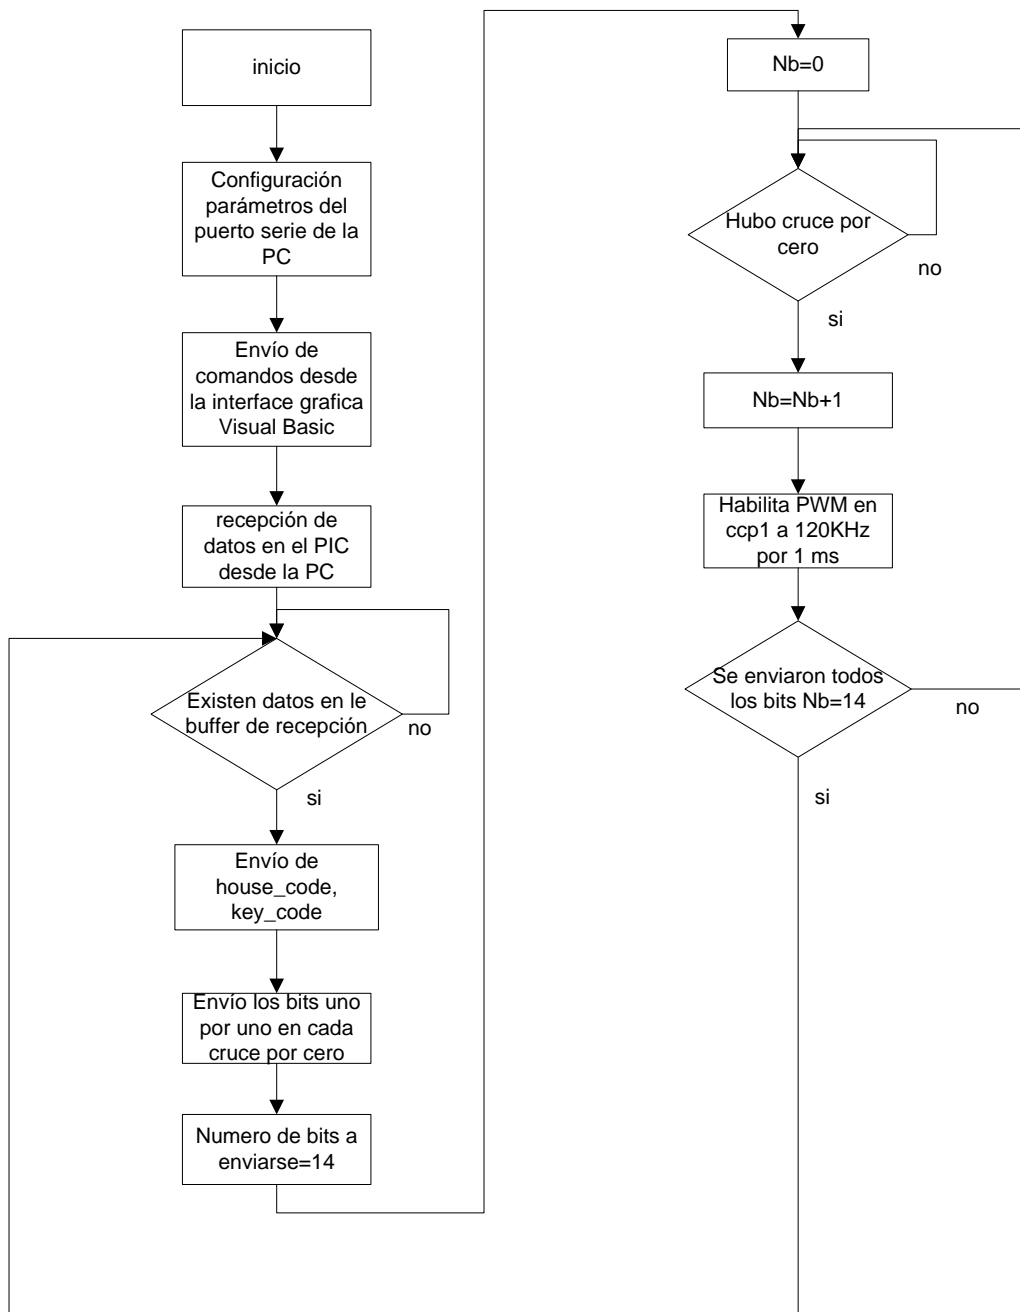 inicio
Configuración
parámetros del
puerto serie de la
PC
Envío de
comandos desde
la interface grafica
Visual Basic
recepción de
datos en el PIC
desde la PC
Existen datos en le
buffer de recepción
no
si
Envío de
house_code,
key_code
Envío los bits uno
por uno en cada
cruce por cero
Numero de bits a
enviarse=14
Nb=0
Hubo cruce por
cero
no
si
Nb=Nb+1
Habilita PWM en
ccp1 a 120KHz
por 1 ms
Se enviaron todos
los bits Nb=14
no
si